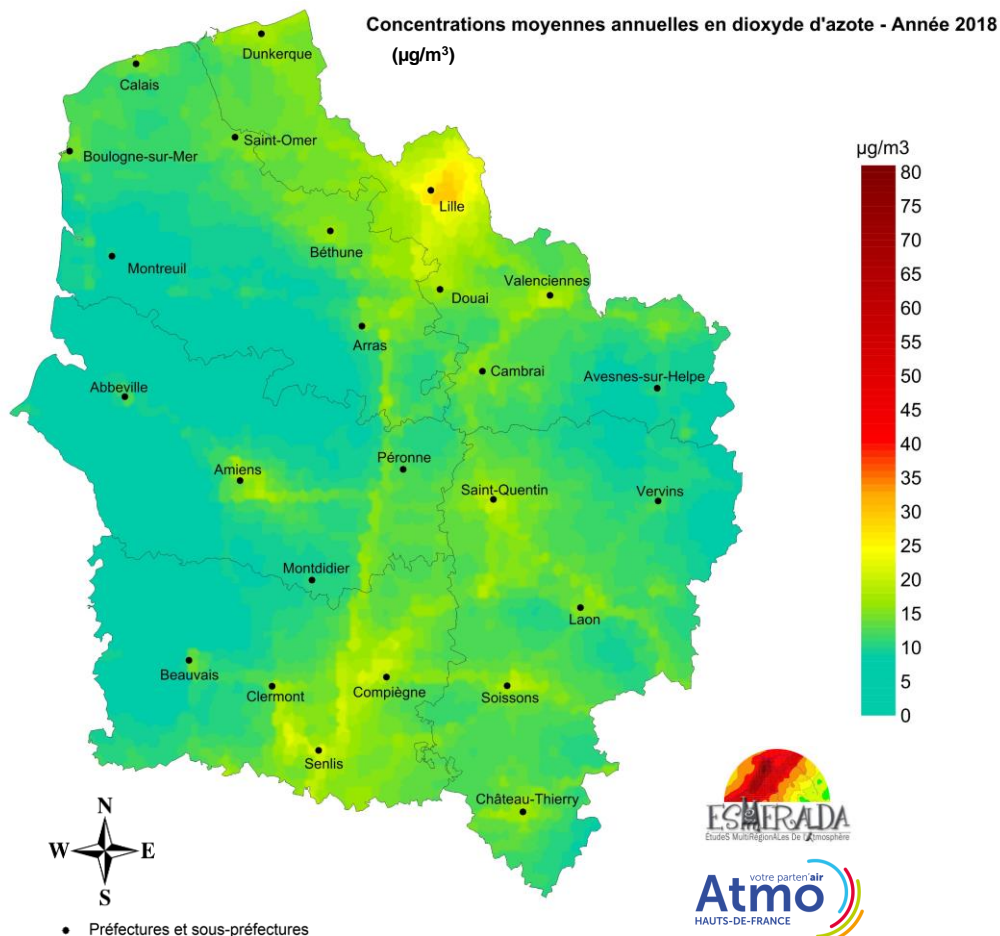 Concentrations moyennes annuelles en dioxyde d'azote - Année 2018
(µg/m³)
Dunkerque
Calais
Saint-Omer
Boulogne-sur-Mer
Lille
Béthune
Montreuil
Valenciennes
Douai
Arras
Cambrai
Avesnes-sur-Helpe
Abbeville
Péronne
Amiens
Saint-Quentin
Vervins
Montdidier
Laon
Beauvais
Clermont
Compiègne
Soissons
Senlis
Château-Thierry
µg/m3
80
75
70
65
60
55
50
45
40
35
30
25
20
15
10
5
0
N
W E
S
Préfectures et sous-préfectures
ESMERALDA
EtudeS MultiRégionALes De l'Atmosphère
votre parten'air
Atmo
HAUTS-DE-FRANCE